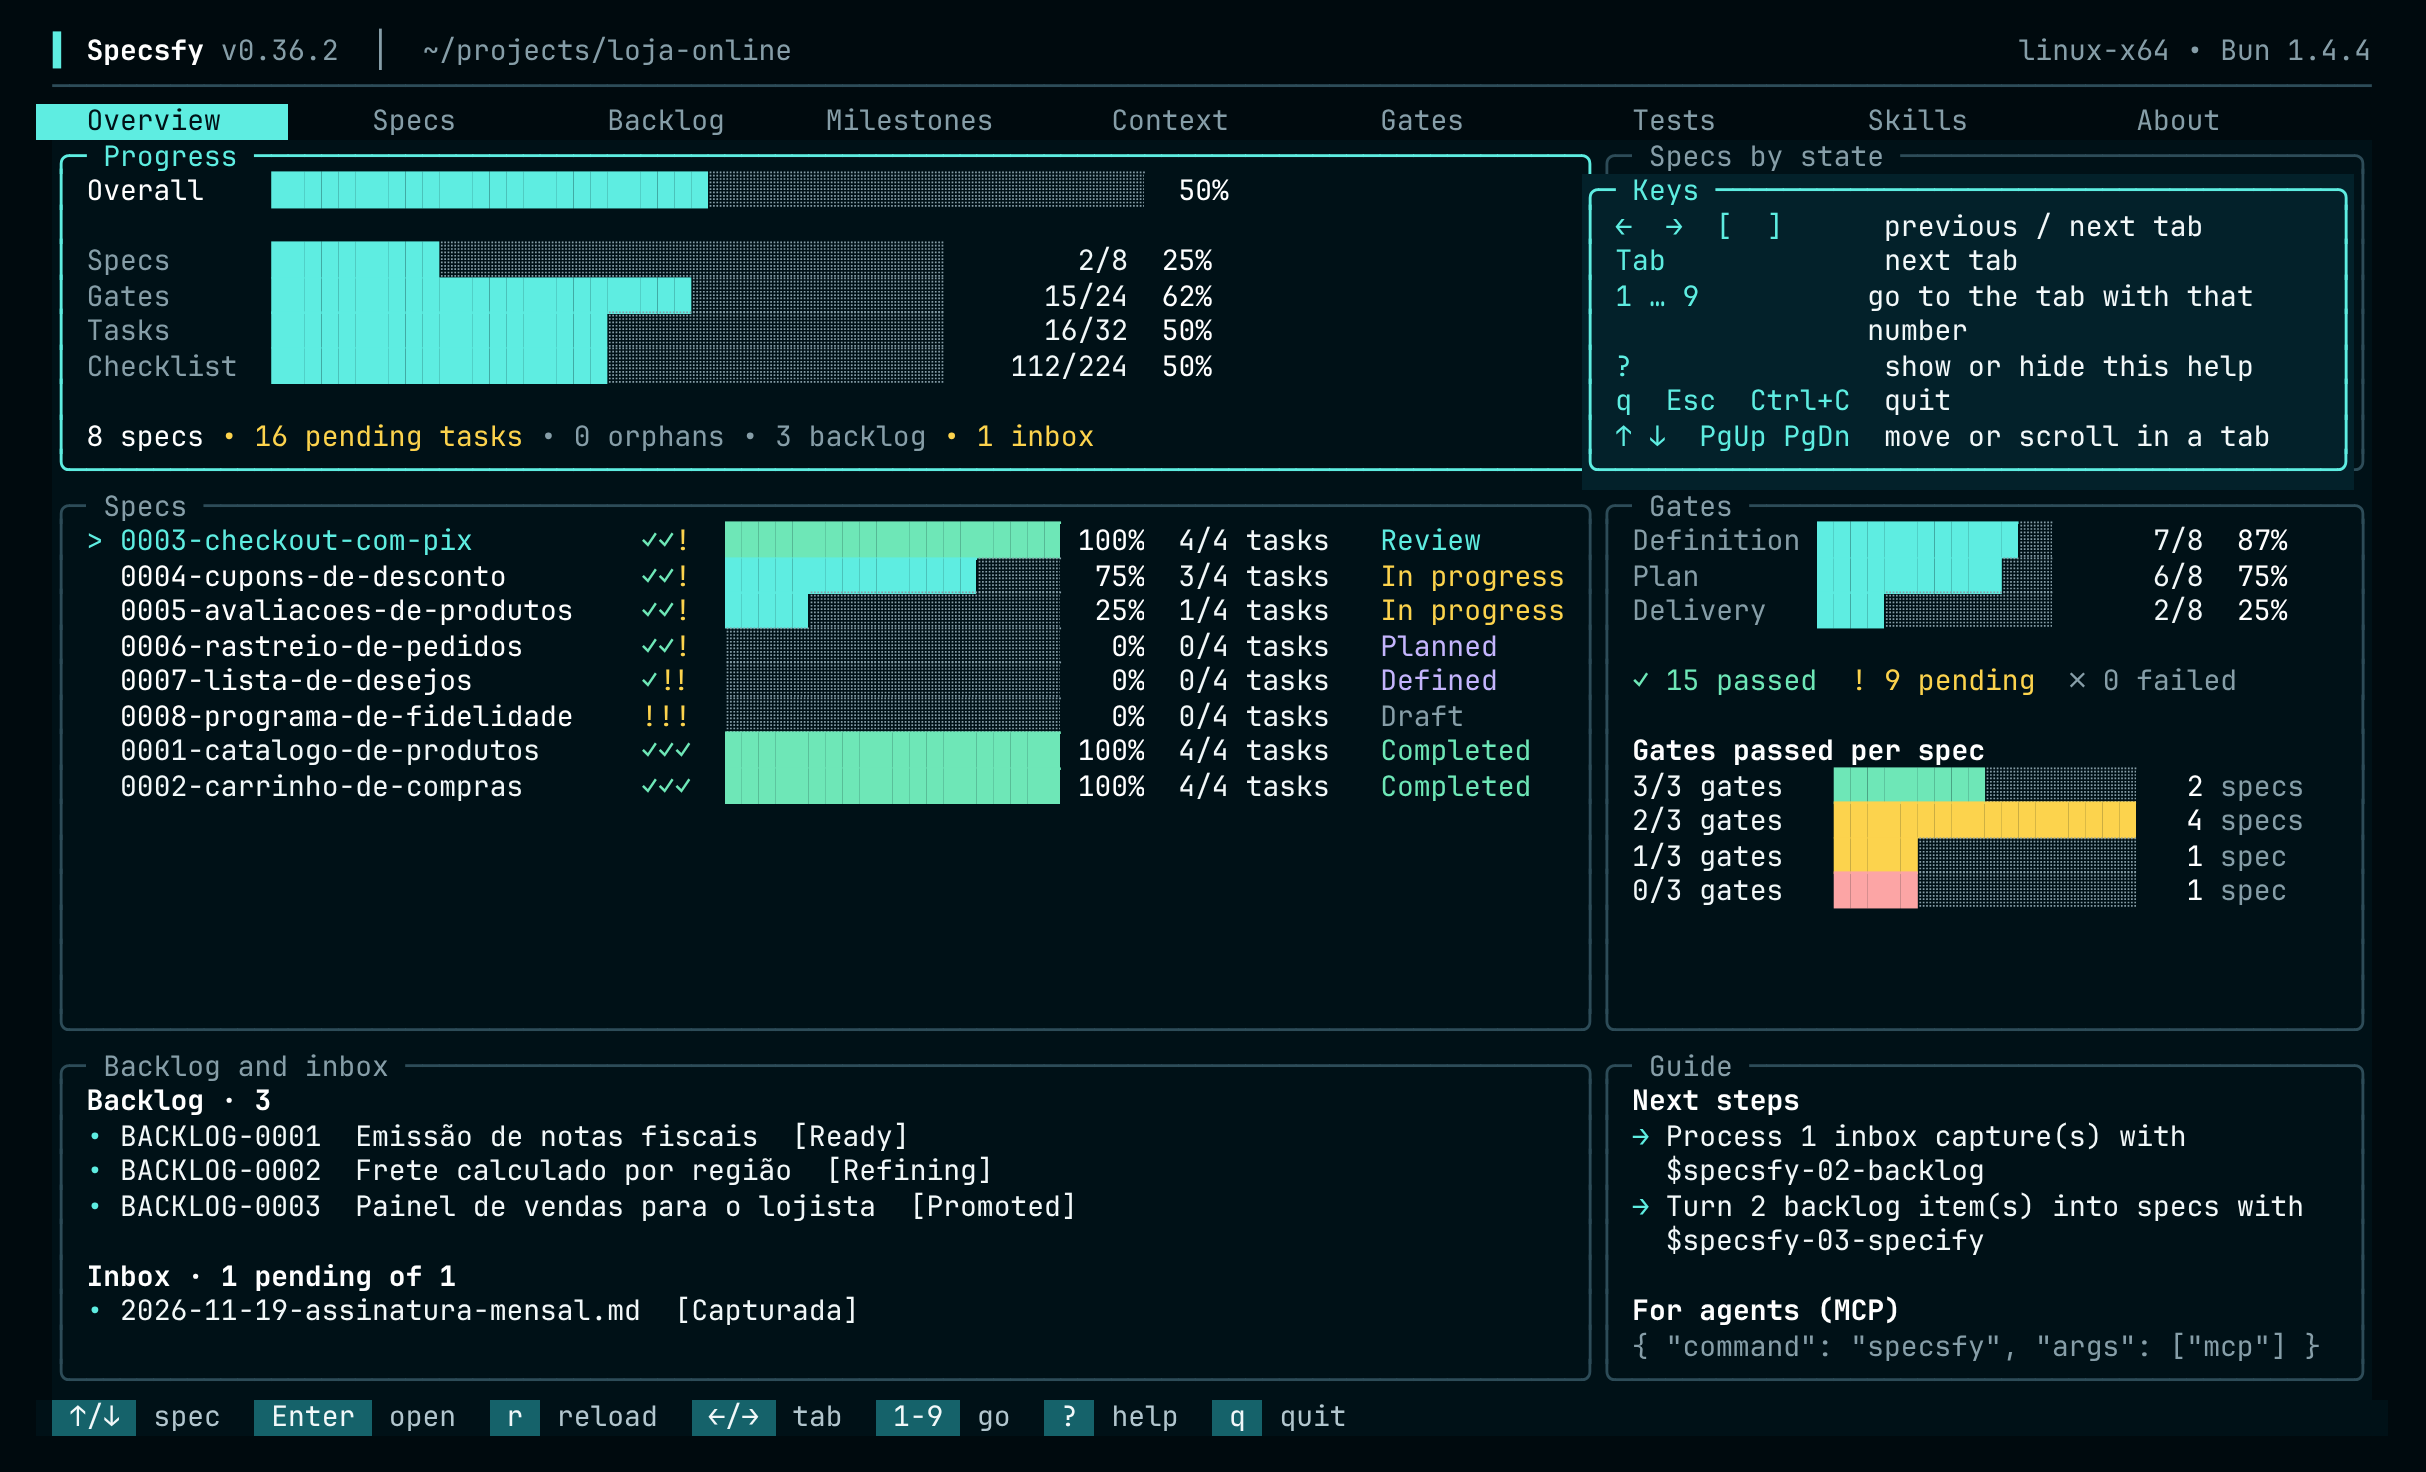 Specsfy v0.36.2 │ ~/projects/loja-online linux-x64 • Bun 1.4.4
Overview Specs Backlog Milestones Context Gates Tests Skills About
Progress
Overall 50%
Specs 2/8 25%
Gates 15/24 62%
Tasks 16/32 50%
Checklist 112/224 50%
8 specs • 16 pending tasks • 0 orphans • 3 backlog • 1 inbox
Specs by state
Keys
← → [ ] previous / next tab
Tab next tab
1 … 9 go to the tab with that
number
? show or hide this help
q Esc Ctrl+C quit
↑ ↓ PgUp PgDn move or scroll in a tab
Specs
> 0003-checkout-com-pix ✓✓! 100% 4/4 tasks Review
0004-cupons-de-desconto ✓✓! 75% 3/4 tasks In progress
0005-avaliacoes-de-produtos ✓✓! 25% 1/4 tasks In progress
0006-rastreio-de-pedidos ✓✓! 0% 0/4 tasks Planned
0007-lista-de-desejos ✓!! 0% 0/4 tasks Defined
0008-programa-de-fidelidade !!! 0% 0/4 tasks Draft
0001-catalogo-de-produtos ✓✓✓ 100% 4/4 tasks Completed
0002-carrinho-de-compras ✓✓✓ 100% 4/4 tasks Completed
Gates
Definition 7/8 87%
Plan 6/8 75%
Delivery 2/8 25%
✓ 15 passed ! 9 pending ✕ 0 failed
Gates passed per spec
3/3 gates 2 specs
2/3 gates 4 specs
1/3 gates 1 spec
0/3 gates 1 spec
Backlog and inbox
Backlog · 3
• BACKLOG-0001 Emissão de notas fiscais [Ready]
• BACKLOG-0002 Frete calculado por região [Refining]
• BACKLOG-0003 Painel de vendas para o lojista [Promoted]
Inbox · 1 pending of 1
• 2026-11-19-assinatura-mensal.md [Capturada]
Guide
Next steps
→ Process 1 inbox capture(s) with
$specsfy-02-backlog
→ Turn 2 backlog item(s) into specs with
$specsfy-03-specify
For agents (MCP)
{ "command": "specsfy", "args": ["mcp"] }
↑/↓ spec Enter open r reload ←/→ tab 1-9 go ? help q quit